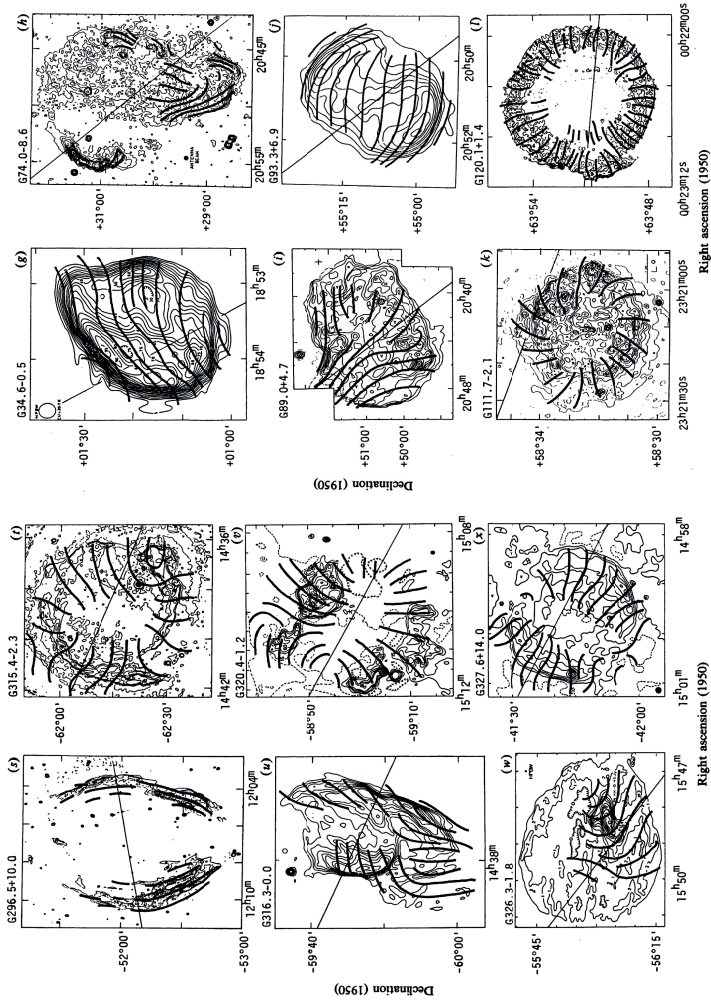 (g)
G34.6-0.5
+01°30'
+01°00'
18h54m
18h53m
(h)
G74.0-8.6
ANTENNA
BEAM
+31°00'
+29°00'
20h55m
20h45m
(i)
G89.0+4.7
+51°00'
+50°00'
20h48m
20h40m
(j)
G93.3+6.9
+55°15'
+55°00'
20h52m
20h50m
(k)
G111.7-2.1
+58°34'
+58°30'
23h21m30s
23h21m00s
(l)
G120.1+1.4
+63°54'
+63°48'
00h23m12s
00h22m00s
Declination (1950)
Right ascension (1950)
(s)
G296.5+10.0
-52°00'
-53°00'
12h10m
12h04m
(t)
G315.4-2.3
-62°00'
-62°30'
14h42m
14h36m
(u)
G316.3-0.0
-59°40'
-60°00'
14h38m
(v)
G320.4-1.2
-58°50'
-59°10'
15h12m
15h08m
(w)
G326.3-1.8
-55°45'
-56°15'
15h50m
15h47m
(x)
G327.6+14.0
-41°30'
-42°00'
15h01m
14h58m
Declination (1950)
Right ascension (1950)